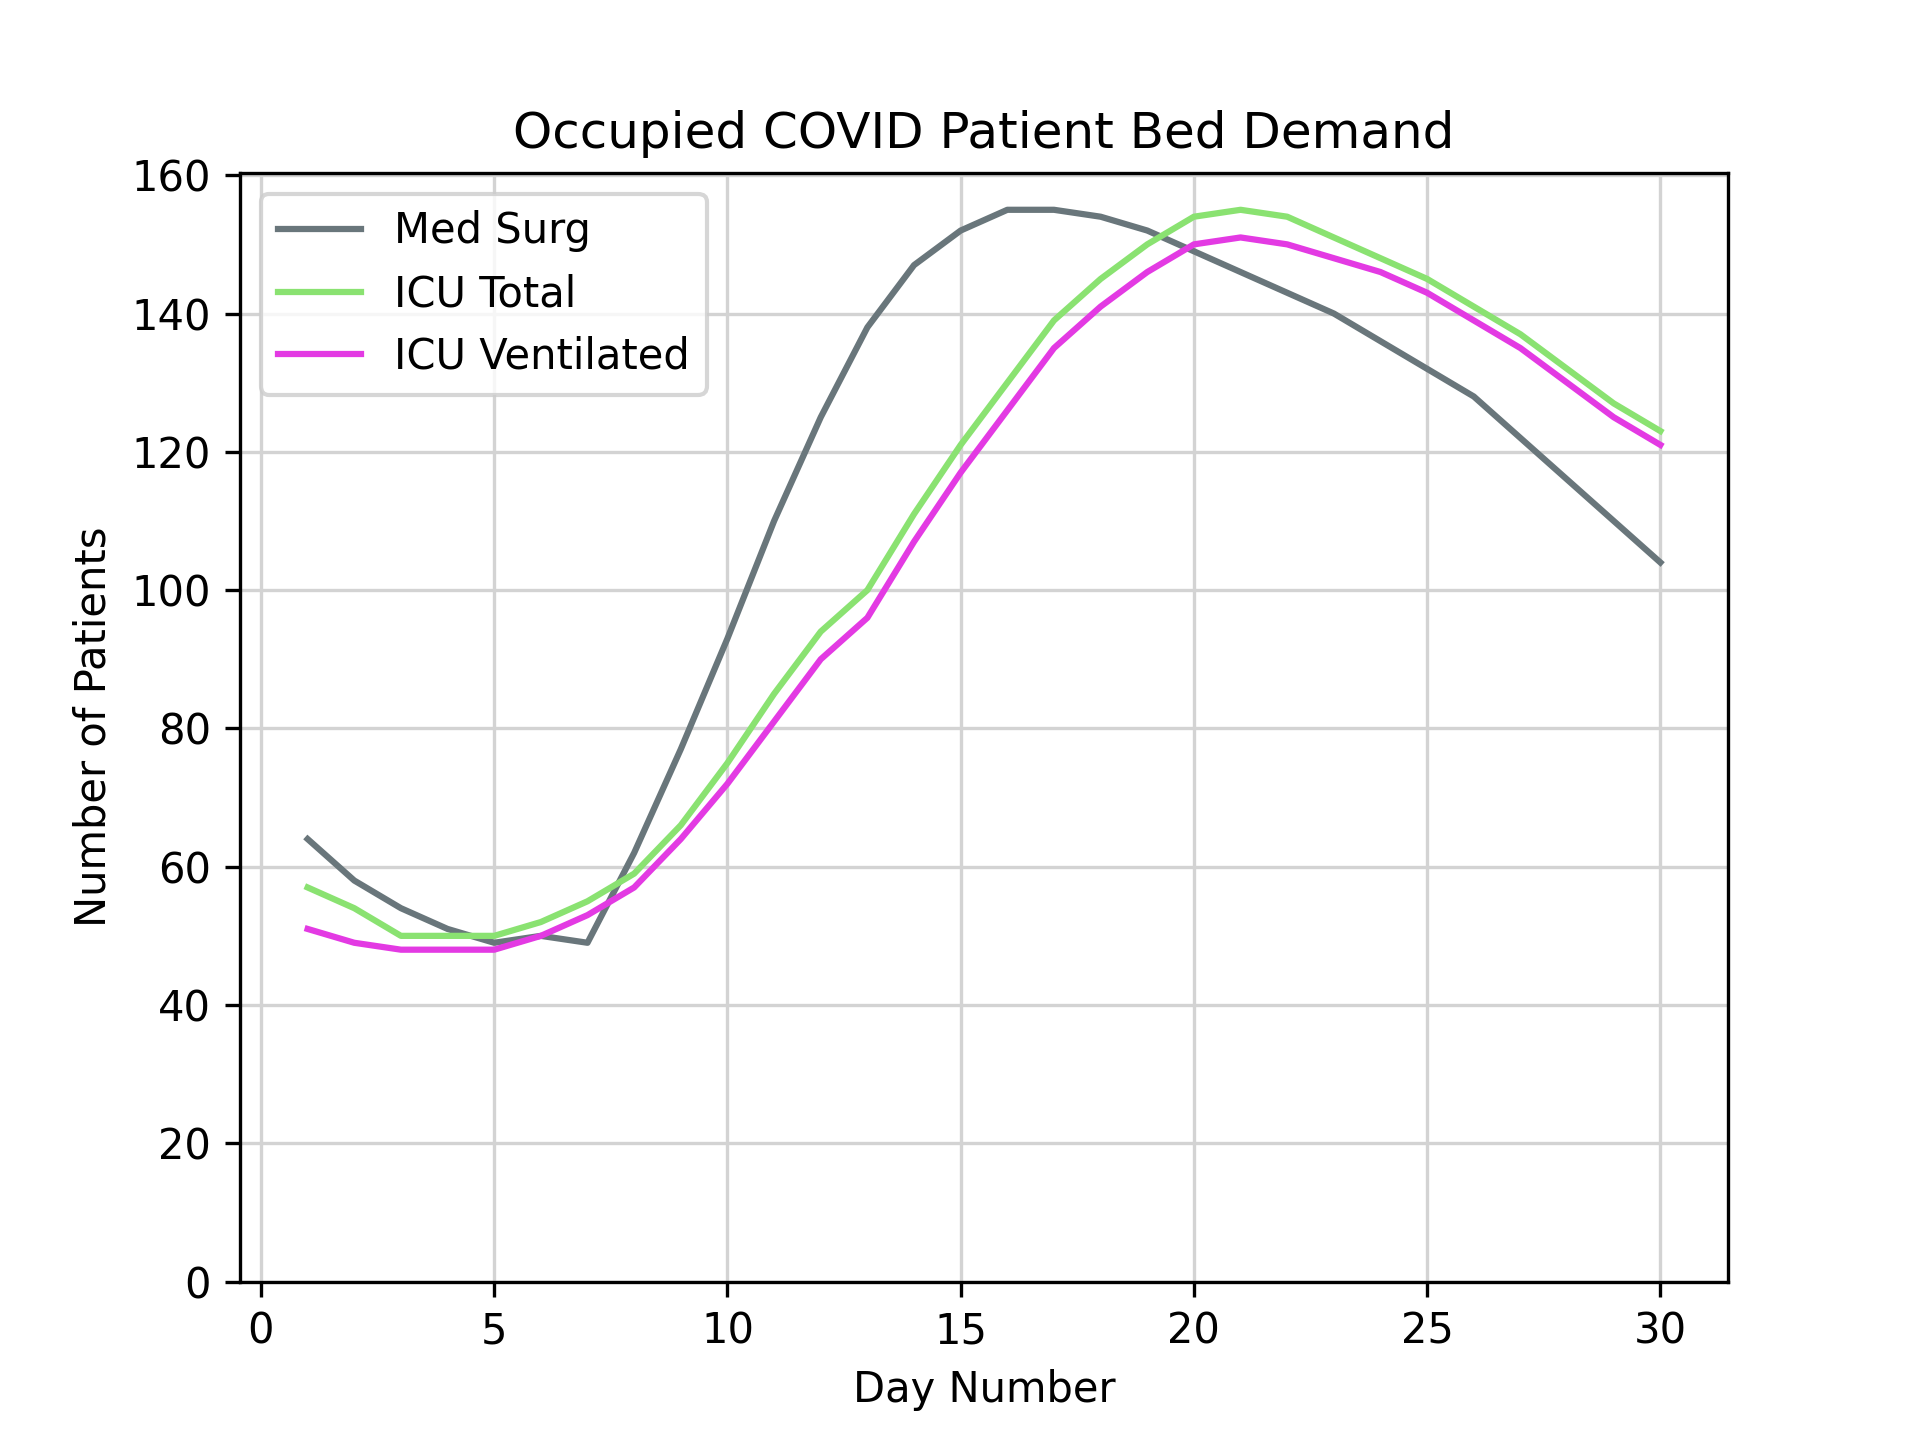 Occupied COVID Patient Bed Demand
160
140
120
100
80
60
40
20
0
Number of Patients
Med Surg
ICU Total
ICU Ventilated
0 5 10 15 20 25 30
Day Number